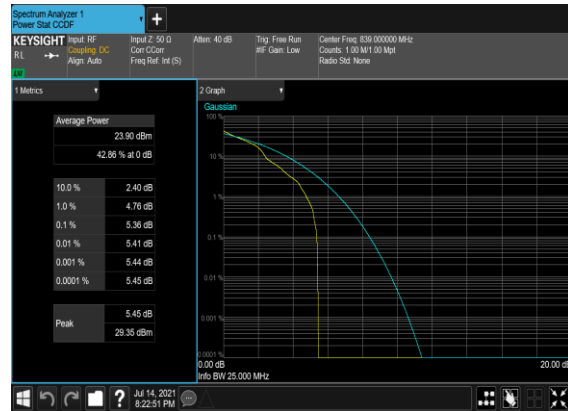 Spectrum Analyzer 1
Power Stat CCDF
KEYSIGHT
RL
LXI
Input: RF
Coupling: DC
Align: Auto
Input Z: 50 Ω
Corr CCorr
Freq Ref: Int (S)
Atten: 40 dB
Trig: Free Run
#IF Gain: Low
Center Freq: 839.000000 MHz
Counts: 1.00 M/1.00 Mpt
Radio Std: None
1 Metrics
Average Power
23.90 dBm
42.86 % at 0 dB
10.0 % 2.40 dB
1.0 % 4.76 dB
0.1 % 5.36 dB
0.01 % 5.41 dB
0.001 % 5.44 dB
0.0001 % 5.45 dB
Peak 5.45 dB
29.35 dBm
2 Graph
Gaussian
100 %
10 %
1 %
0.1 %
0.01 %
0.001 %
0.0001 %
0.00 dB 20.00 dB
Info BW 25.000 MHz
?
Jul 14, 2021
8:22:51 PM